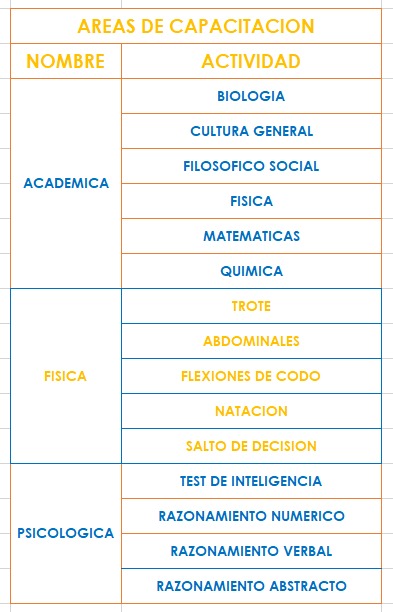 AREAS DE CAPACITACION
NOMBRE ACTIVIDAD
ACADEMICA
BIOLOGIA
CULTURA GENERAL
FILOSOFICO SOCIAL
FISICA
MATEMATICAS
QUIMICA
FISICA
TROTE
ABDOMINALES
FLEXIONES DE CODO
NATACION
SALTO DE DECISION
PSICOLOGICA
TEST DE INTELIGENCIA
RAZONAMIENTO NUMERICO
RAZONAMIENTO VERBAL
RAZONAMIENTO ABSTRACTO